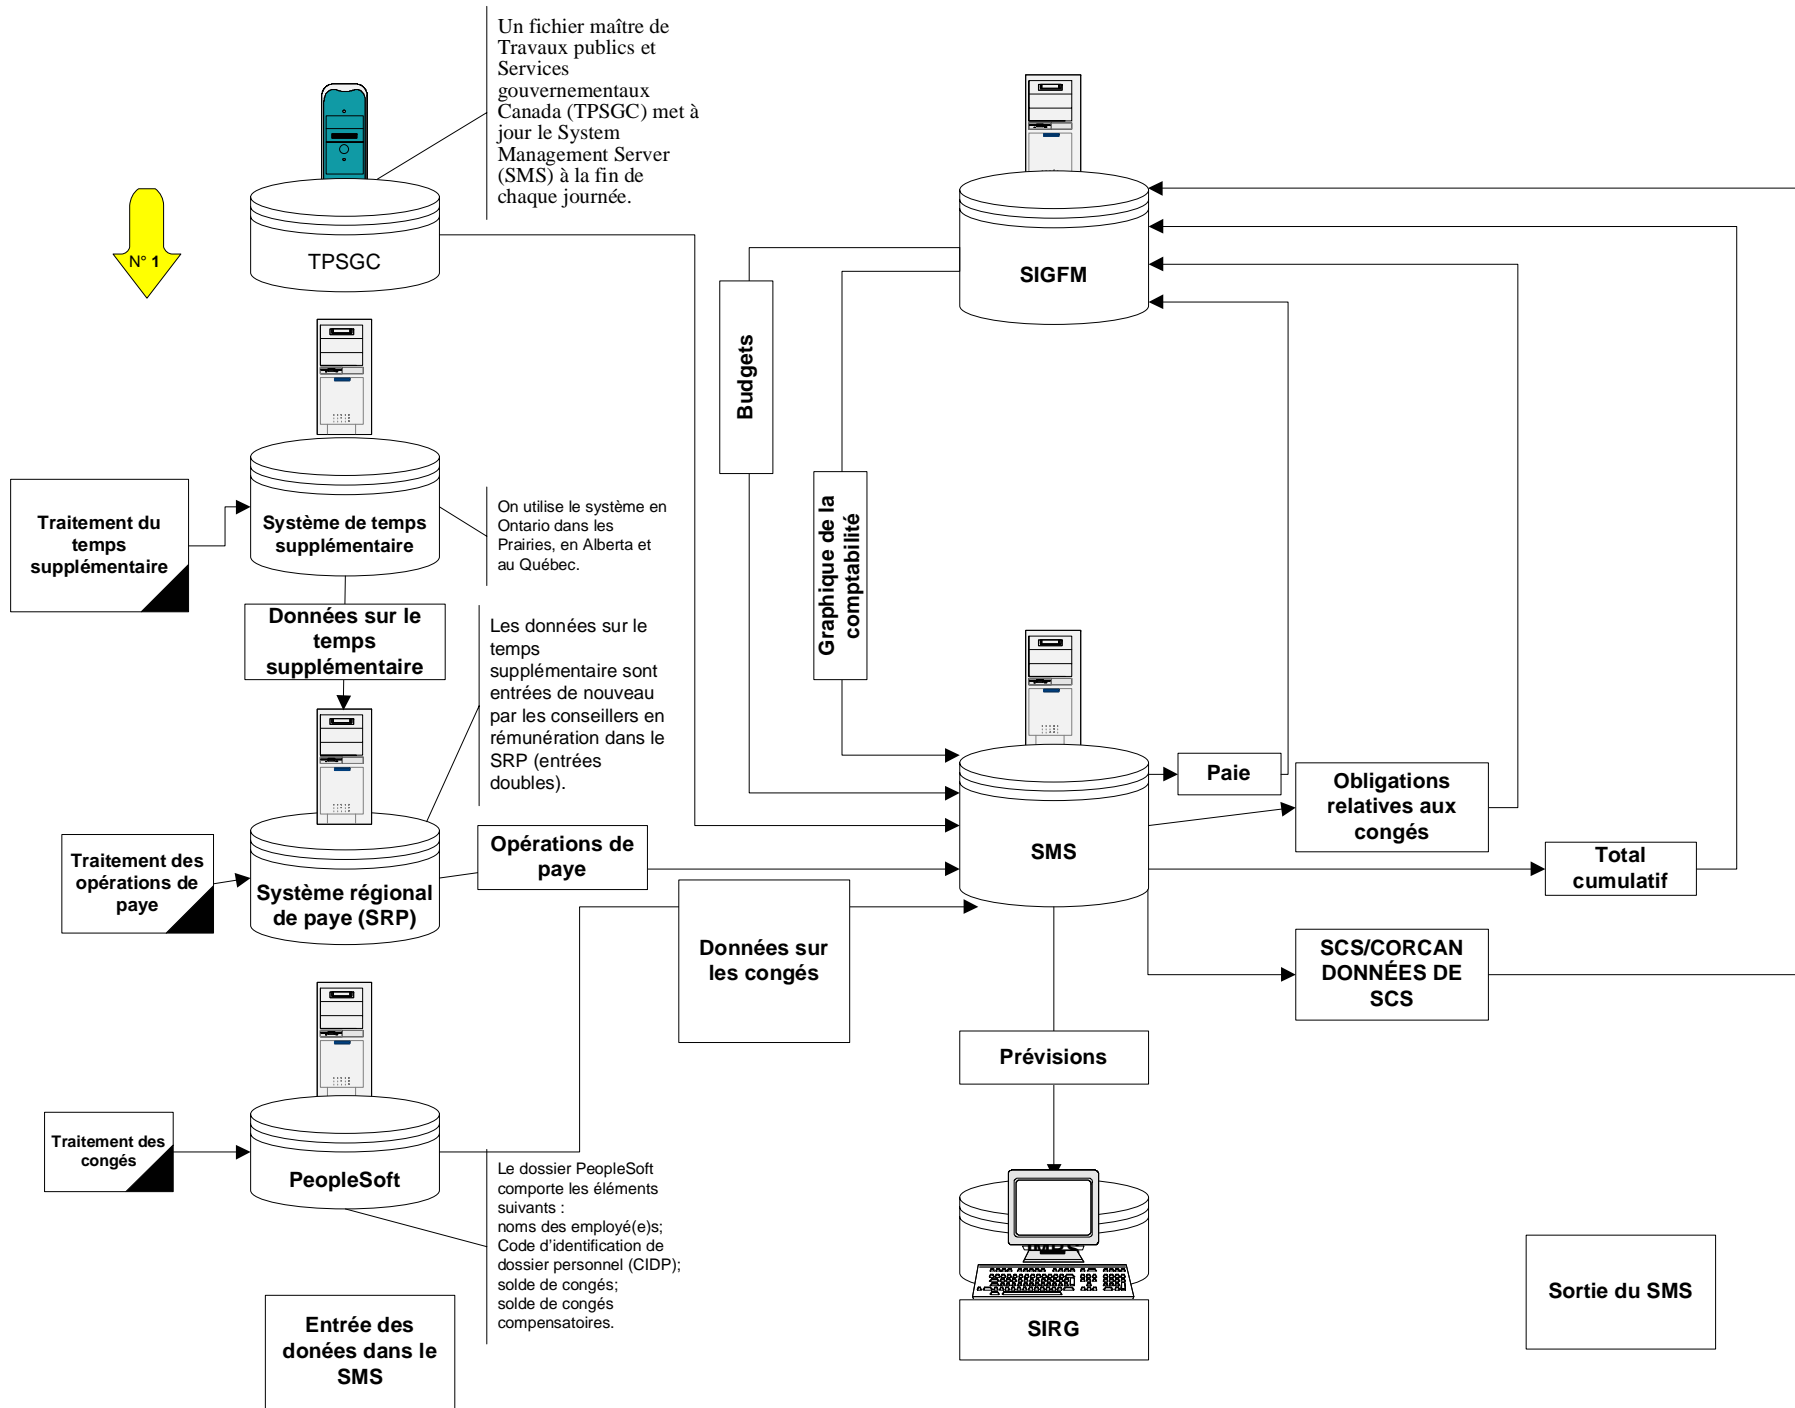 Un fichier maître de
Travaux publics et
Services
gouvernementaux
Canada (TPSGC) met à
jour le System
Management Server
(SMS) à la fin de
chaque journée.
N° 1
TPSGC
SIGFM
Budgets
Graphique de la
comptabilité
Traitement du
temps
supplémentaire
Système de temps
supplémentaire
On utilise le système en
Ontario dans les
Prairies, en Alberta et
au Québec.
Données sur le
temps
supplémentaire
Les données sur le
temps
supplémentaire sont
entrées de nouveau
par les conseillers en
rémunération dans le
SRP (entrées
doubles).
Traitement des
opérations de
paye
Système régional
de paye (SRP)
Opérations de
paye
SMS
Paie
Obligations
relatives aux
congés
Total
cumulatif
Données sur
les congés
SCS/CORCAN
DONNÉES DE
SCS
Prévisions
Traitement des
congés
PeopleSoft
Le dossier PeopleSoft
comporte les éléments
suivants :
noms des employé(e)s;
Code d'identification de
dossier personnel (CIDP);
solde de congés;
solde de congés
compensatoires.
SIRG
Entrée des
donées dans le
SMS
Sortie du SMS